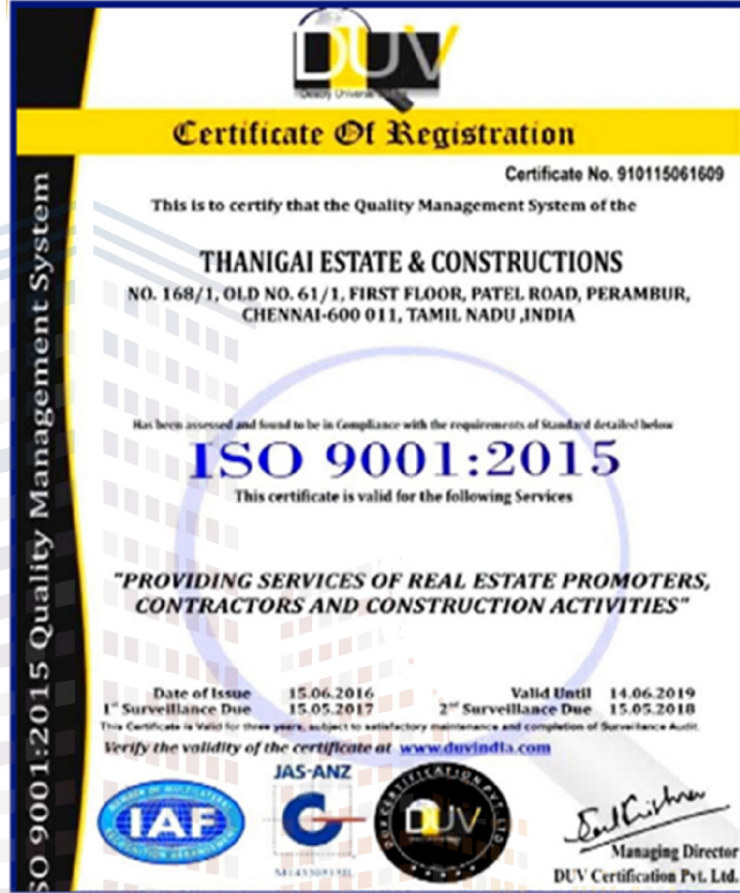 DUV
Certificate Of Registration
Certificate No. 910115061609
This is to certify that the Quality Management System of the
THANIGAI ESTATE & CONSTRUCTIONS
NO. 168/1, OLD NO. 61/1, FIRST FLOOR, PATEL ROAD, PERAMBUR,
CHENNAI-600 011, TAMIL NADU ,INDIA
Has been assessed and found to be in Compliance with the requirements of Standard detailed below
ISO 9001:2015
This certificate is valid for the following Services
"PROVIDING SERVICES OF REAL ESTATE PROMOTERS,
CONTRACTORS AND CONSTRUCTION ACTIVITIES"
Date of Issue 15.06.2016 Valid Until 14.06.2019
1st Surveillance Due 15.05.2017 2nd Surveillance Due 15.05.2018
This Certificate is Valid for three years, subject to satisfactory maintenance and completion of Surveillance Audit.
Verify the validity of the certificate at www.duvindia.com
JAS-ANZ
IAF
DUV
Managing Director
DUV Certification Pvt. Ltd.
ISO 9001:2015 Quality Management System